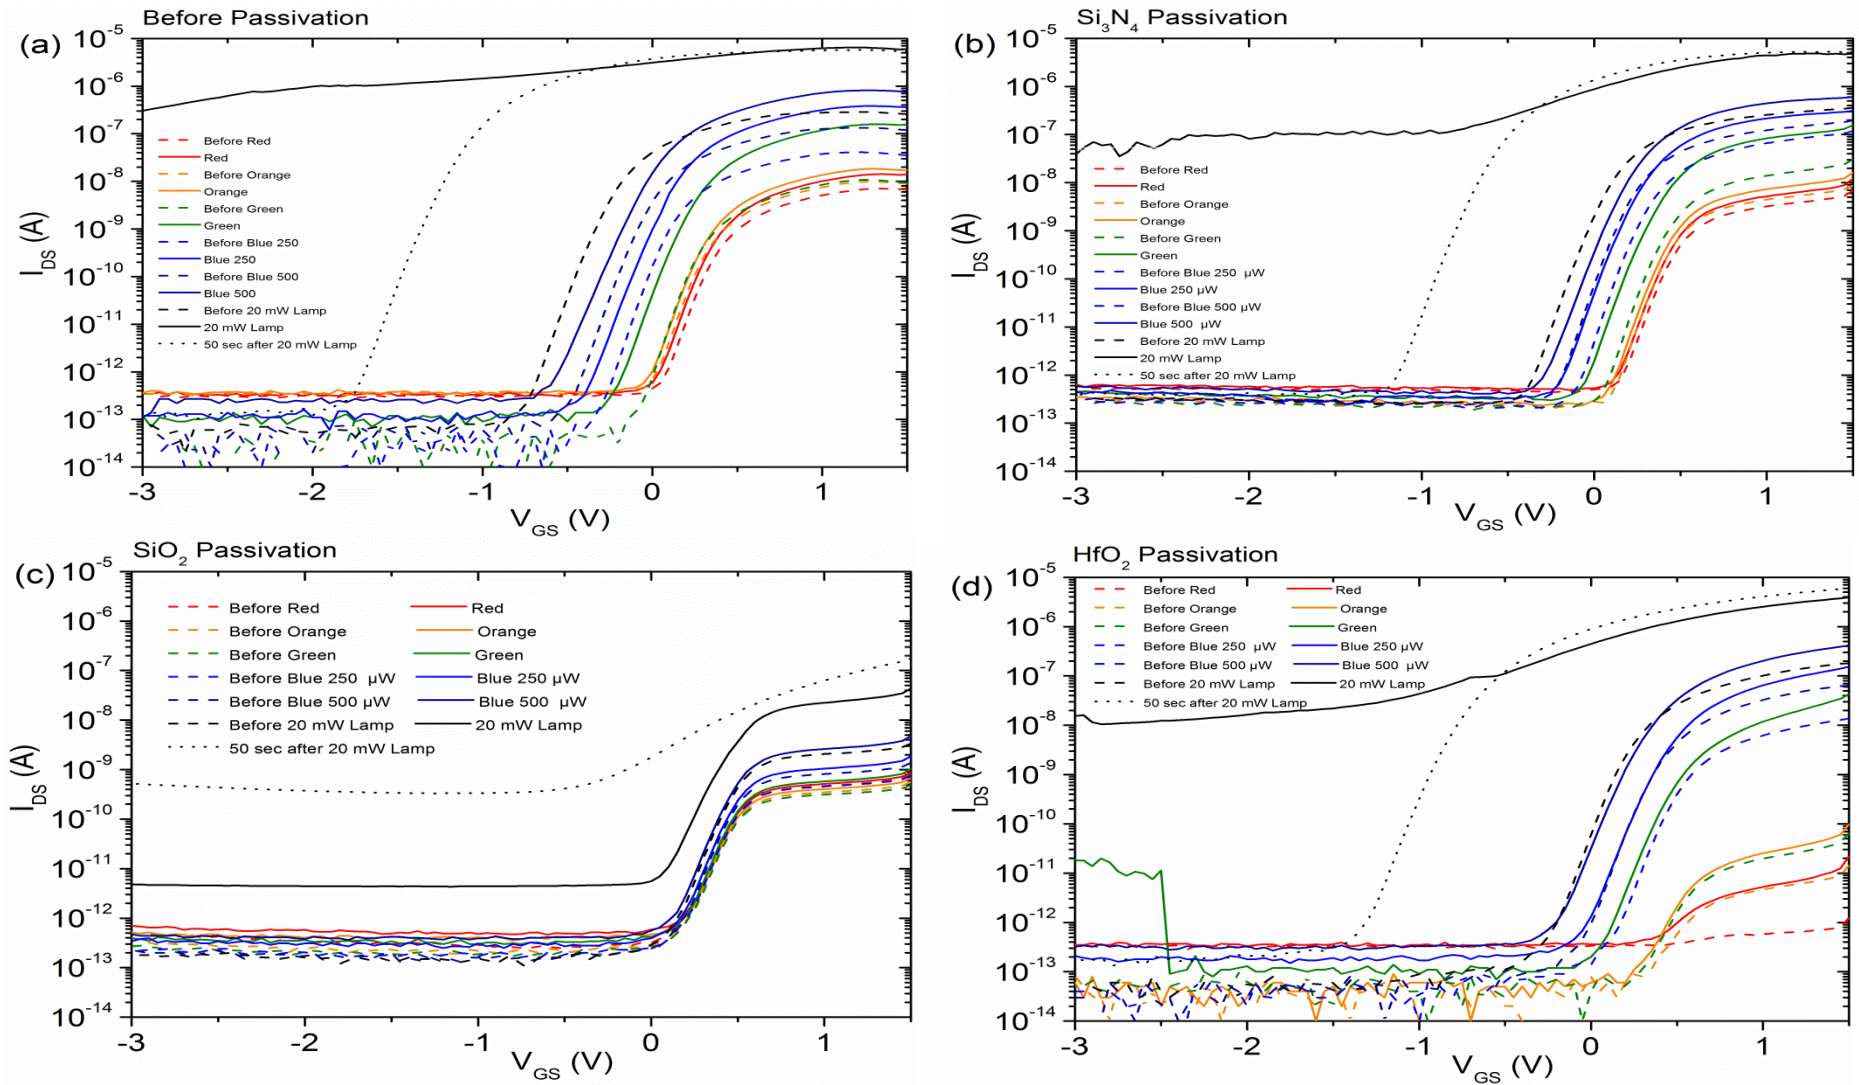 Before Passivation
(a)
10-5
10-6
10-7
10-8
10-9
10-10
10-11
10-12
10-13
10-14
IDS (A)
Before Red
Red
Before Orange
Orange
Before Green
Green
Before Blue 250
Blue 250
Before Blue 500
Blue 500
Before 20 mW Lamp
20 mW Lamp
50 sec after 20 mW Lamp
-3 -2 -1 0 1
VGS (V)
Si3N4 Passivation
(b)
10-5
10-6
10-7
10-8
10-9
10-10
10-11
10-12
10-13
10-14
IDS (A)
Before Red
Red
Before Orange
Orange
Before Green
Green
Before Blue 250 µW
Blue 250 µW
Before Blue 500 µW
Blue 500 µW
Before 20 mW Lamp
20 mW Lamp
50 sec after 20 mW Lamp
-3 -2 -1 0 1
VGS (V)
SiO2 Passivation
(c)
10-5
10-6
10-7
10-8
10-9
10-10
10-11
10-12
10-13
10-14
IDS (A)
Before Red Red
Before Orange Orange
Before Green Green
Before Blue 250 µW Blue 250 µW
Before Blue 500 µW Blue 500 µW
Before 20 mW Lamp 20 mW Lamp
50 sec after 20 mW Lamp
-3 -2 -1 0 1
VGS (V)
HfO2 Passivation
(d)
10-5
10-6
10-7
10-8
10-9
10-10
10-11
10-12
10-13
10-14
IDS (A)
Before Red Red
Before Orange Orange
Before Green Green
Before Blue 250 µW Blue 250 µW
Before Blue 500 µW Blue 500 µW
Before 20 mW Lamp 20 mW Lamp
50 sec after 20 mW Lamp
-3 -2 -1 0 1
VGS (V)